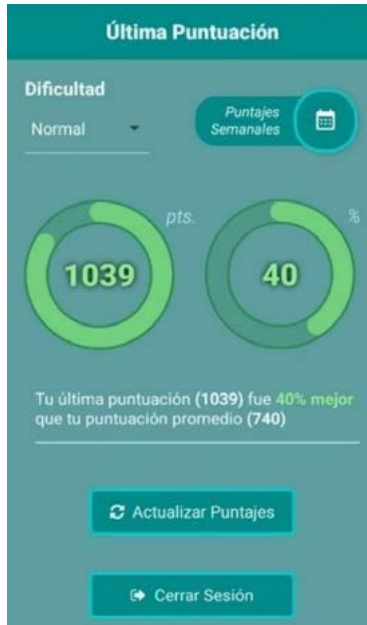 Última Puntuación
Dificultad
Normal
Puntajes
Semanales
pts.
%
1039
40
Tu última puntuación (1039) fue 40% mejor
que tu puntuación promedio (740)
Actualizar Puntajes
Cerrar Sesión